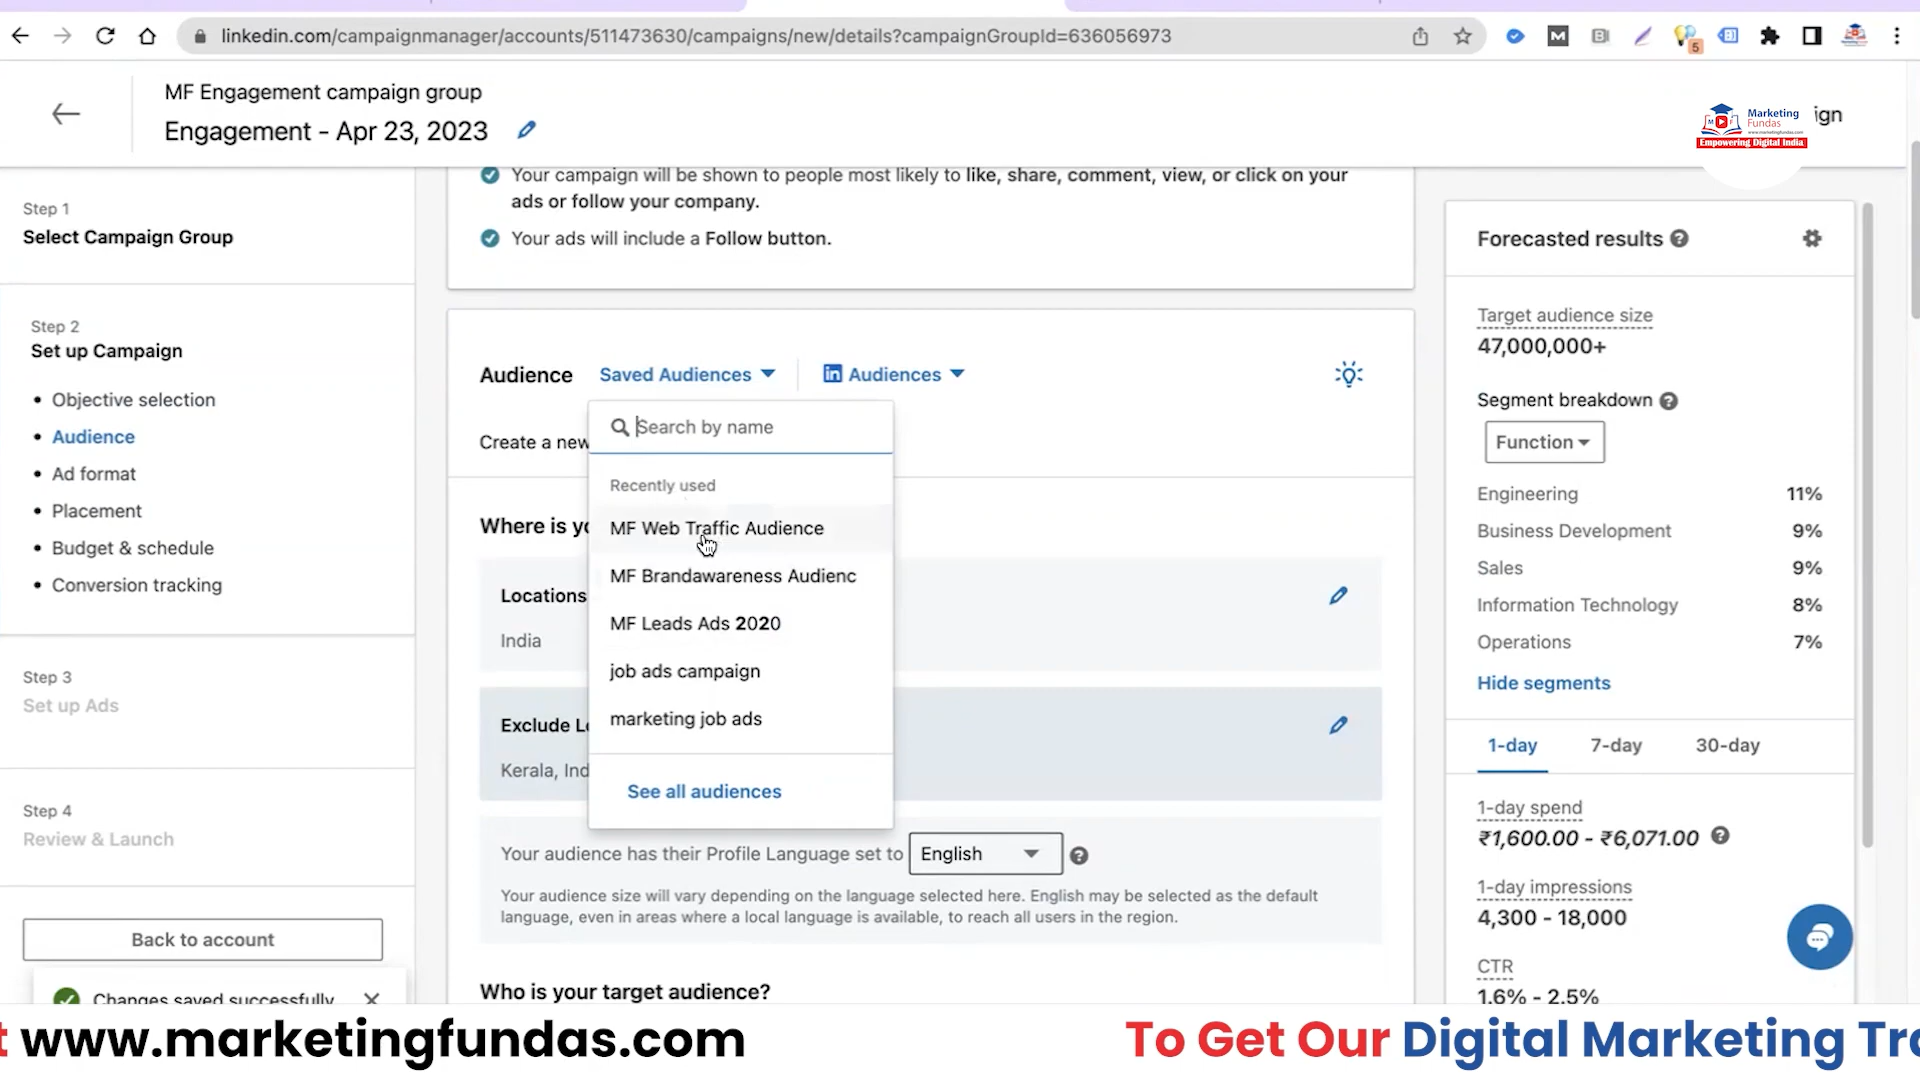 linkedin.com/campaignmanager/accounts/511473630/campaigns/new/details?campaignGroupId=636056973
5
MF Engagement campaign group
Engagement - Apr 23, 2023
Marketing
Fundas
www.marketingfundas.com
Empowering Digital India
ign
Step 1
Select Campaign Group
Step 2
Set up Campaign
• Objective selection
• Audience
• Ad format
• Placement
• Budget & schedule
• Conversion tracking
Step 3
Set up Ads
Step 4
Review & Launch
Back to account
Changes saved successfully
Your campaign will be shown to people most likely to like, share, comment, view, or click on your
ads or follow your company.
Your ads will include a Follow button.
Audience Saved Audiences in Audiences
Create a new
Search by name
Recently used
MF Web Traffic Audience
MF Brandawareness Audienc
MF Leads Ads 2020
job ads campaign
marketing job ads
See all audiences
Where is yo
Locations
India
Exclude Lo
Kerala, Ind
Your audience has their Profile Language set to English
Your audience size will vary depending on the language selected here. English may be selected as the default
language, even in areas where a local language is available, to reach all users in the region.
Who is your target audience?
Forecasted results
Target audience size
47,000,000+
Segment breakdown
Function
Engineering 11%
Business Development 9%
Sales 9%
Information Technology 8%
Operations 7%
Hide segments
1-day 7-day 30-day
1-day spend
₹1,600.00 - ₹6,071.00
1-day impressions
4,300 - 18,000
CTR
1.6% - 2.5%
t www.marketingfundas.com To Get Our Digital Marketing Tra